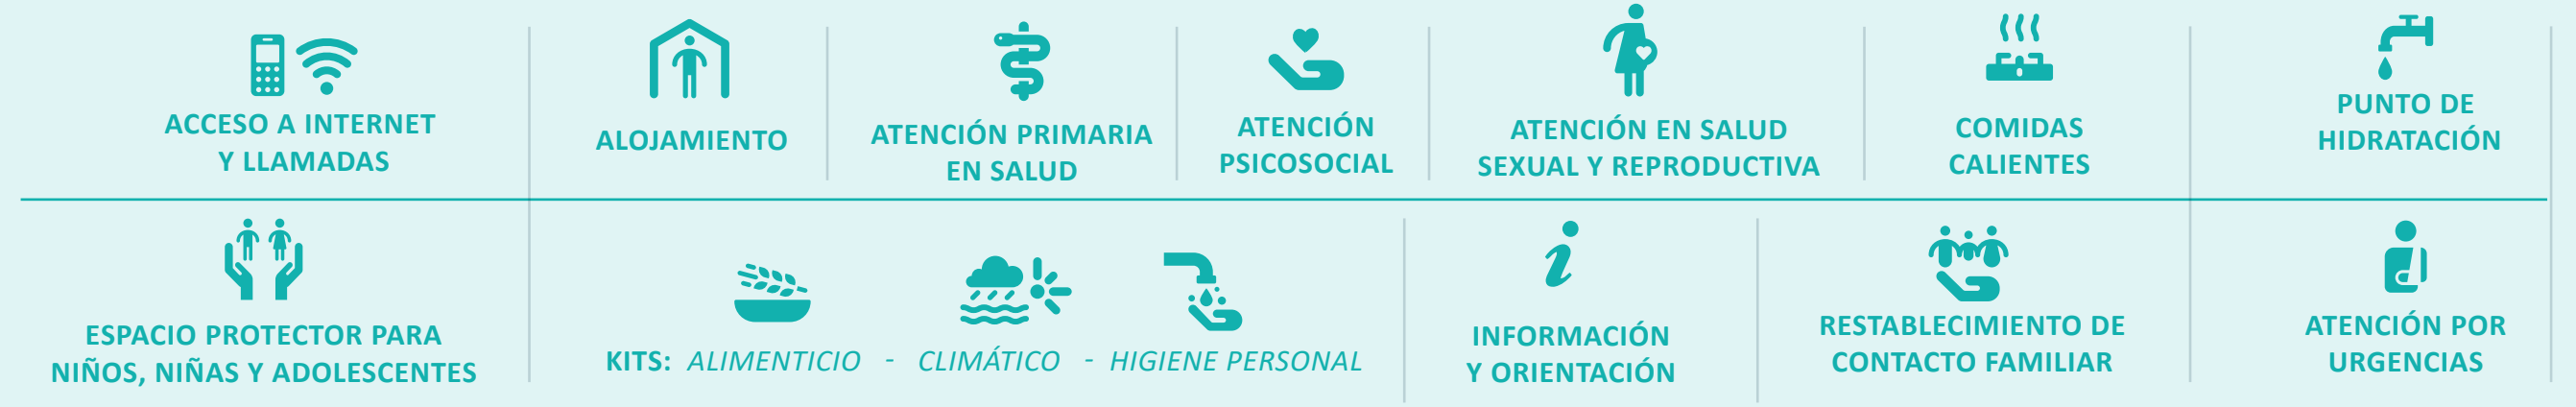 ACCESO A INTERNET
Y LLAMADAS
ALOJAMIENTO
ATENCIÓN PRIMARIA
EN SALUD
ATENCIÓN
PSICOSOCIAL
ATENCIÓN EN SALUD
SEXUAL Y REPRODUCTIVA
COMIDAS
CALIENTES
PUNTO DE
HIDRATACIÓN
ESPACIO PROTECTOR PARA
NIÑOS, NIÑAS Y ADOLESCENTES
KITS: ALIMENTICIO - CLIMÁTICO - HIGIENE PERSONAL
INFORMACIÓN
Y ORIENTACIÓN
RESTABLECIMIENTO DE
CONTACTO FAMILIAR
ATENCIÓN POR
URGENCIAS